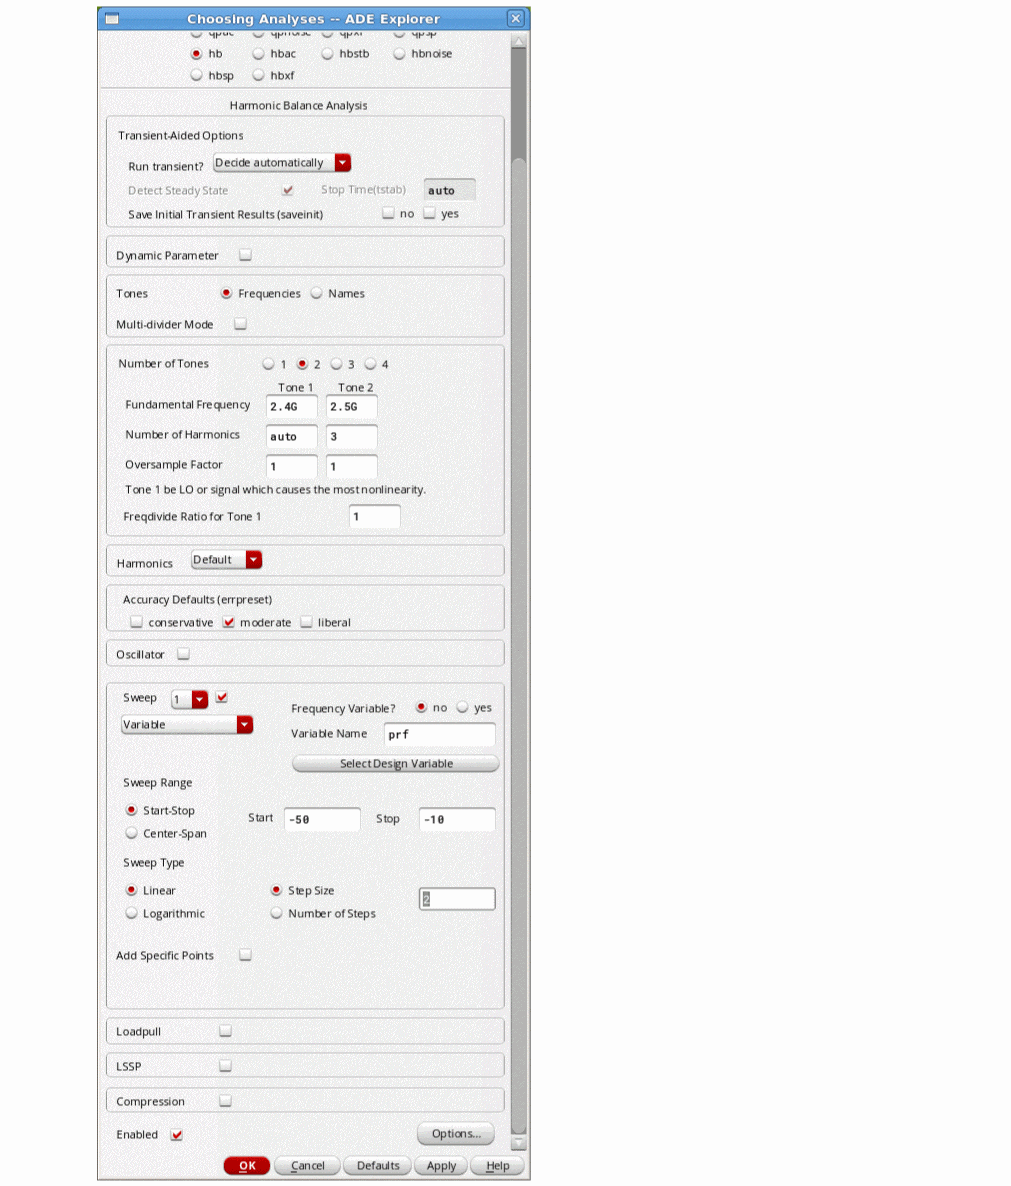 Choosing Analyses -- ADE Explorer
qpac qpnoise qpxf qpsp
hb hbac hbstb hbnoise
hbsp hbxf
Harmonic Balance Analysis
Transient-Aided Options
Run transient? Decide automatically
Detect Steady State Stop Time(tstab) auto
Save Initial Transient Results (saveinit) no yes
Dynamic Parameter
Tones Frequencies Names
Multi-divider Mode
Number of Tones 1 2 3 4
Tone 1 Tone 2
Fundamental Frequency 2.4G 2.5G
Number of Harmonics auto 3
Oversample Factor 1 1
Tone 1 be LO or signal which causes the most nonlinearity.
Freqdivide Ratio for Tone 1 1
Harmonics Default
Accuracy Defaults (errpreset)
conservative moderate liberal
Oscillator
Sweep 1
Frequency Variable? no yes
Variable
Variable Name prf
Select Design Variable
Sweep Range
Start-Stop Start -50 Stop -10
Center-Span
Sweep Type
Linear Step Size 2
Logarithmic Number of Steps
Add Specific Points
Loadpull
LSSP
Compression
Enabled Options...
OK Cancel Defaults Apply Help